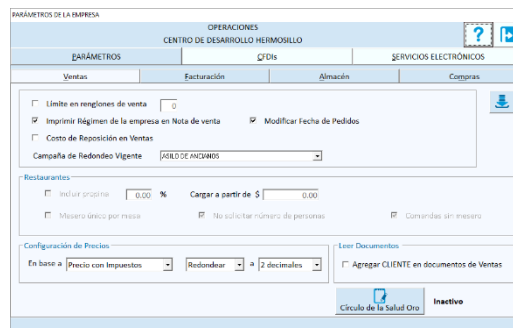 PARÁMETROS DE LA EMPRESA
OPERACIONES
CENTRO DE DESARROLLO HERMOSILLO
?
PARÁMETROS CFDIs SERVICIOS ELECTRÓNICOS
Ventas Facturación Almacén Compras
Límite en renglones de venta 0
Imprimir Régimen de la empresa en Nota de venta Modificar Fecha de Pedidos
Costo de Reposición en Ventas
Campaña de Redondeo Vigente ASILO DE ANCIANOS
Restaurantes
Incluir propina 0.00 % Cargar a partir de $ 0.00
Mesero único por mesa No solicitar número de personas Comandas sin mesero
Configuración de Precios Leer Documentos
En base a Precio con Impuestos Redondear a 2 decimales Agregar CLIENTE en documentos de Ventas
Círculo de la Salud Oro Inactivo